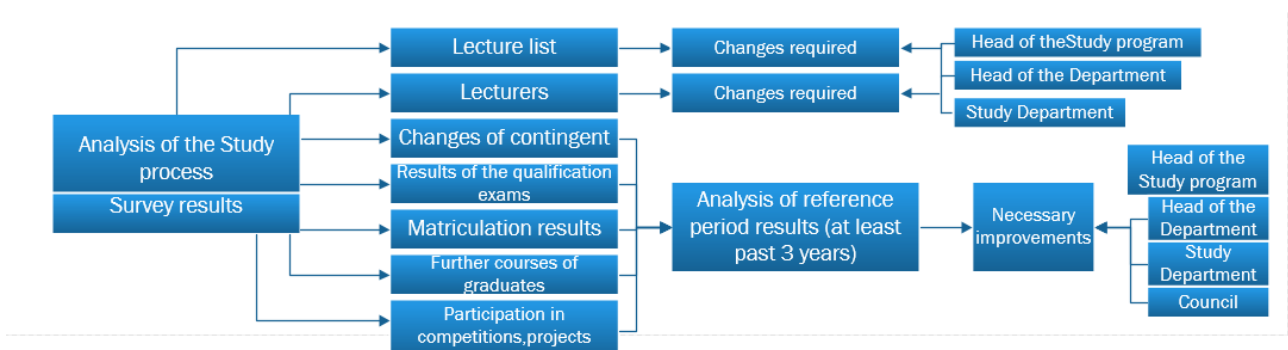 Lecture list
Changes required
Head of theStudy program
Head of the Department
Lecturers
Changes required
Study Department
Analysis of the Study
process
Survey results
Changes of contingent
Results of the qualification
exams
Matriculation results
Further courses of
graduates
Participation in
competitions,projects
Analysis of reference
period results (at least
past 3 years)
Necessary
improvements
Head of the
Study program
Head of the
Department
Study
Department
Council